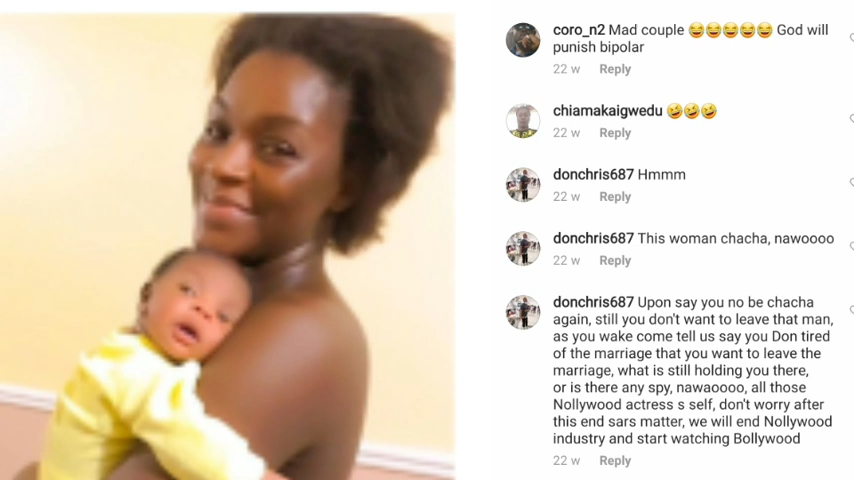 coro_n2 Mad couple 😂😂😂😂😂 God will
punish bipolar
22 w Reply
chiamakaigwedu 🤣🤣🤣
22 w Reply
donchris687 Hmmm
22 w Reply
donchris687 This woman chacha, nawoooo
22 w Reply
donchris687 Upon say you no be chacha
again, still you don't want to leave that man,
as you wake come tell us say you Don tired
of the marriage that you want to leave the
marriage, what is still holding you there,
or is there any spy, nawaoooo, all those
Nollywood actress s self, don't worry after
this end sars matter, we will end Nollywood
industry and start watching Bollywood
22 w Reply